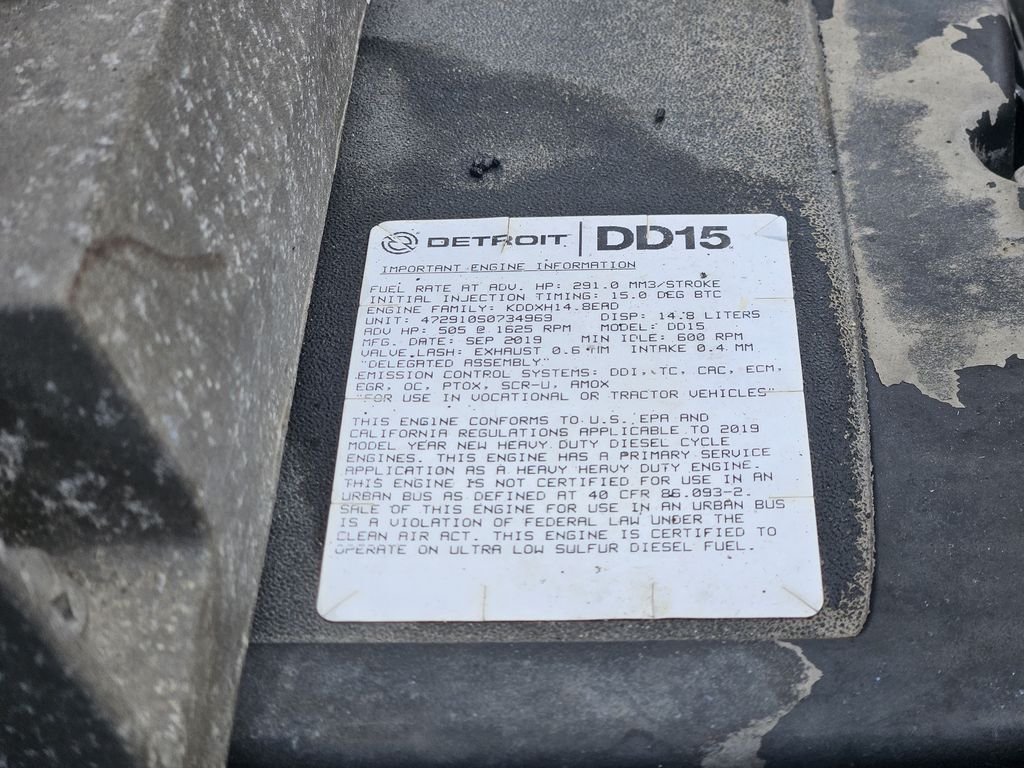 DETROIT | DD15
IMPORTANT ENGINE INFORMATION
FUEL RATE AT ADV. HP: 291.0 MM3/STROKE
INITIAL INJECTION TIMING: 15.0 DEG BTC
ENGINE FAMILY: KDDXH14.8EAD
UNIT: 472910S0734969 DISP: 14.8 LITERS
ADV HP: 505 @ 1625 RPM MODEL: DD15
MFG. DATE: SEP 2019 MIN IDLE: 600 RPM
VALVE LASH: EXHAUST 0.6 MM INTAKE 0.4 MM
"DELEGATED ASSEMBLY"
EMISSION CONTROL SYSTEMS: DDI, TC, CAC, ECM,
EGR, OC, PTOX, SCR-U, AMOX
"FOR USE IN VOCATIONAL OR TRACTOR VEHICLES"
THIS ENGINE CONFORMS TO U.S. EPA AND
CALIFORNIA REGULATIONS APPLICABLE TO 2019
MODEL YEAR NEW HEAVY DUTY DIESEL CYCLE
ENGINES. THIS ENGINE HAS A PRIMARY SERVICE
APPLICATION AS A HEAVY HEAVY DUTY ENGINE.
THIS ENGINE IS NOT CERTIFIED FOR USE IN AN
URBAN BUS AS DEFINED AT 40 CFR 86.093-2.
SALE OF THIS ENGINE FOR USE IN AN URBAN BUS
IS A VIOLATION OF FEDERAL LAW UNDER THE
CLEAN AIR ACT. THIS ENGINE IS CERTIFIED TO
OPERATE ON ULTRA LOW SULFUR DIESEL FUEL.